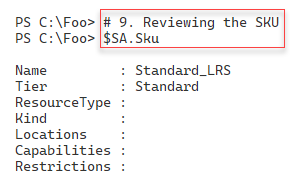 PS C:\Foo> # 9. Reviewing the SKU
PS C:\Foo> $SA.Sku
Name         : Standard_LRS
Tier         : Standard
ResourceType :
Kind         :
Locations    :
Capabilities :
Restrictions :